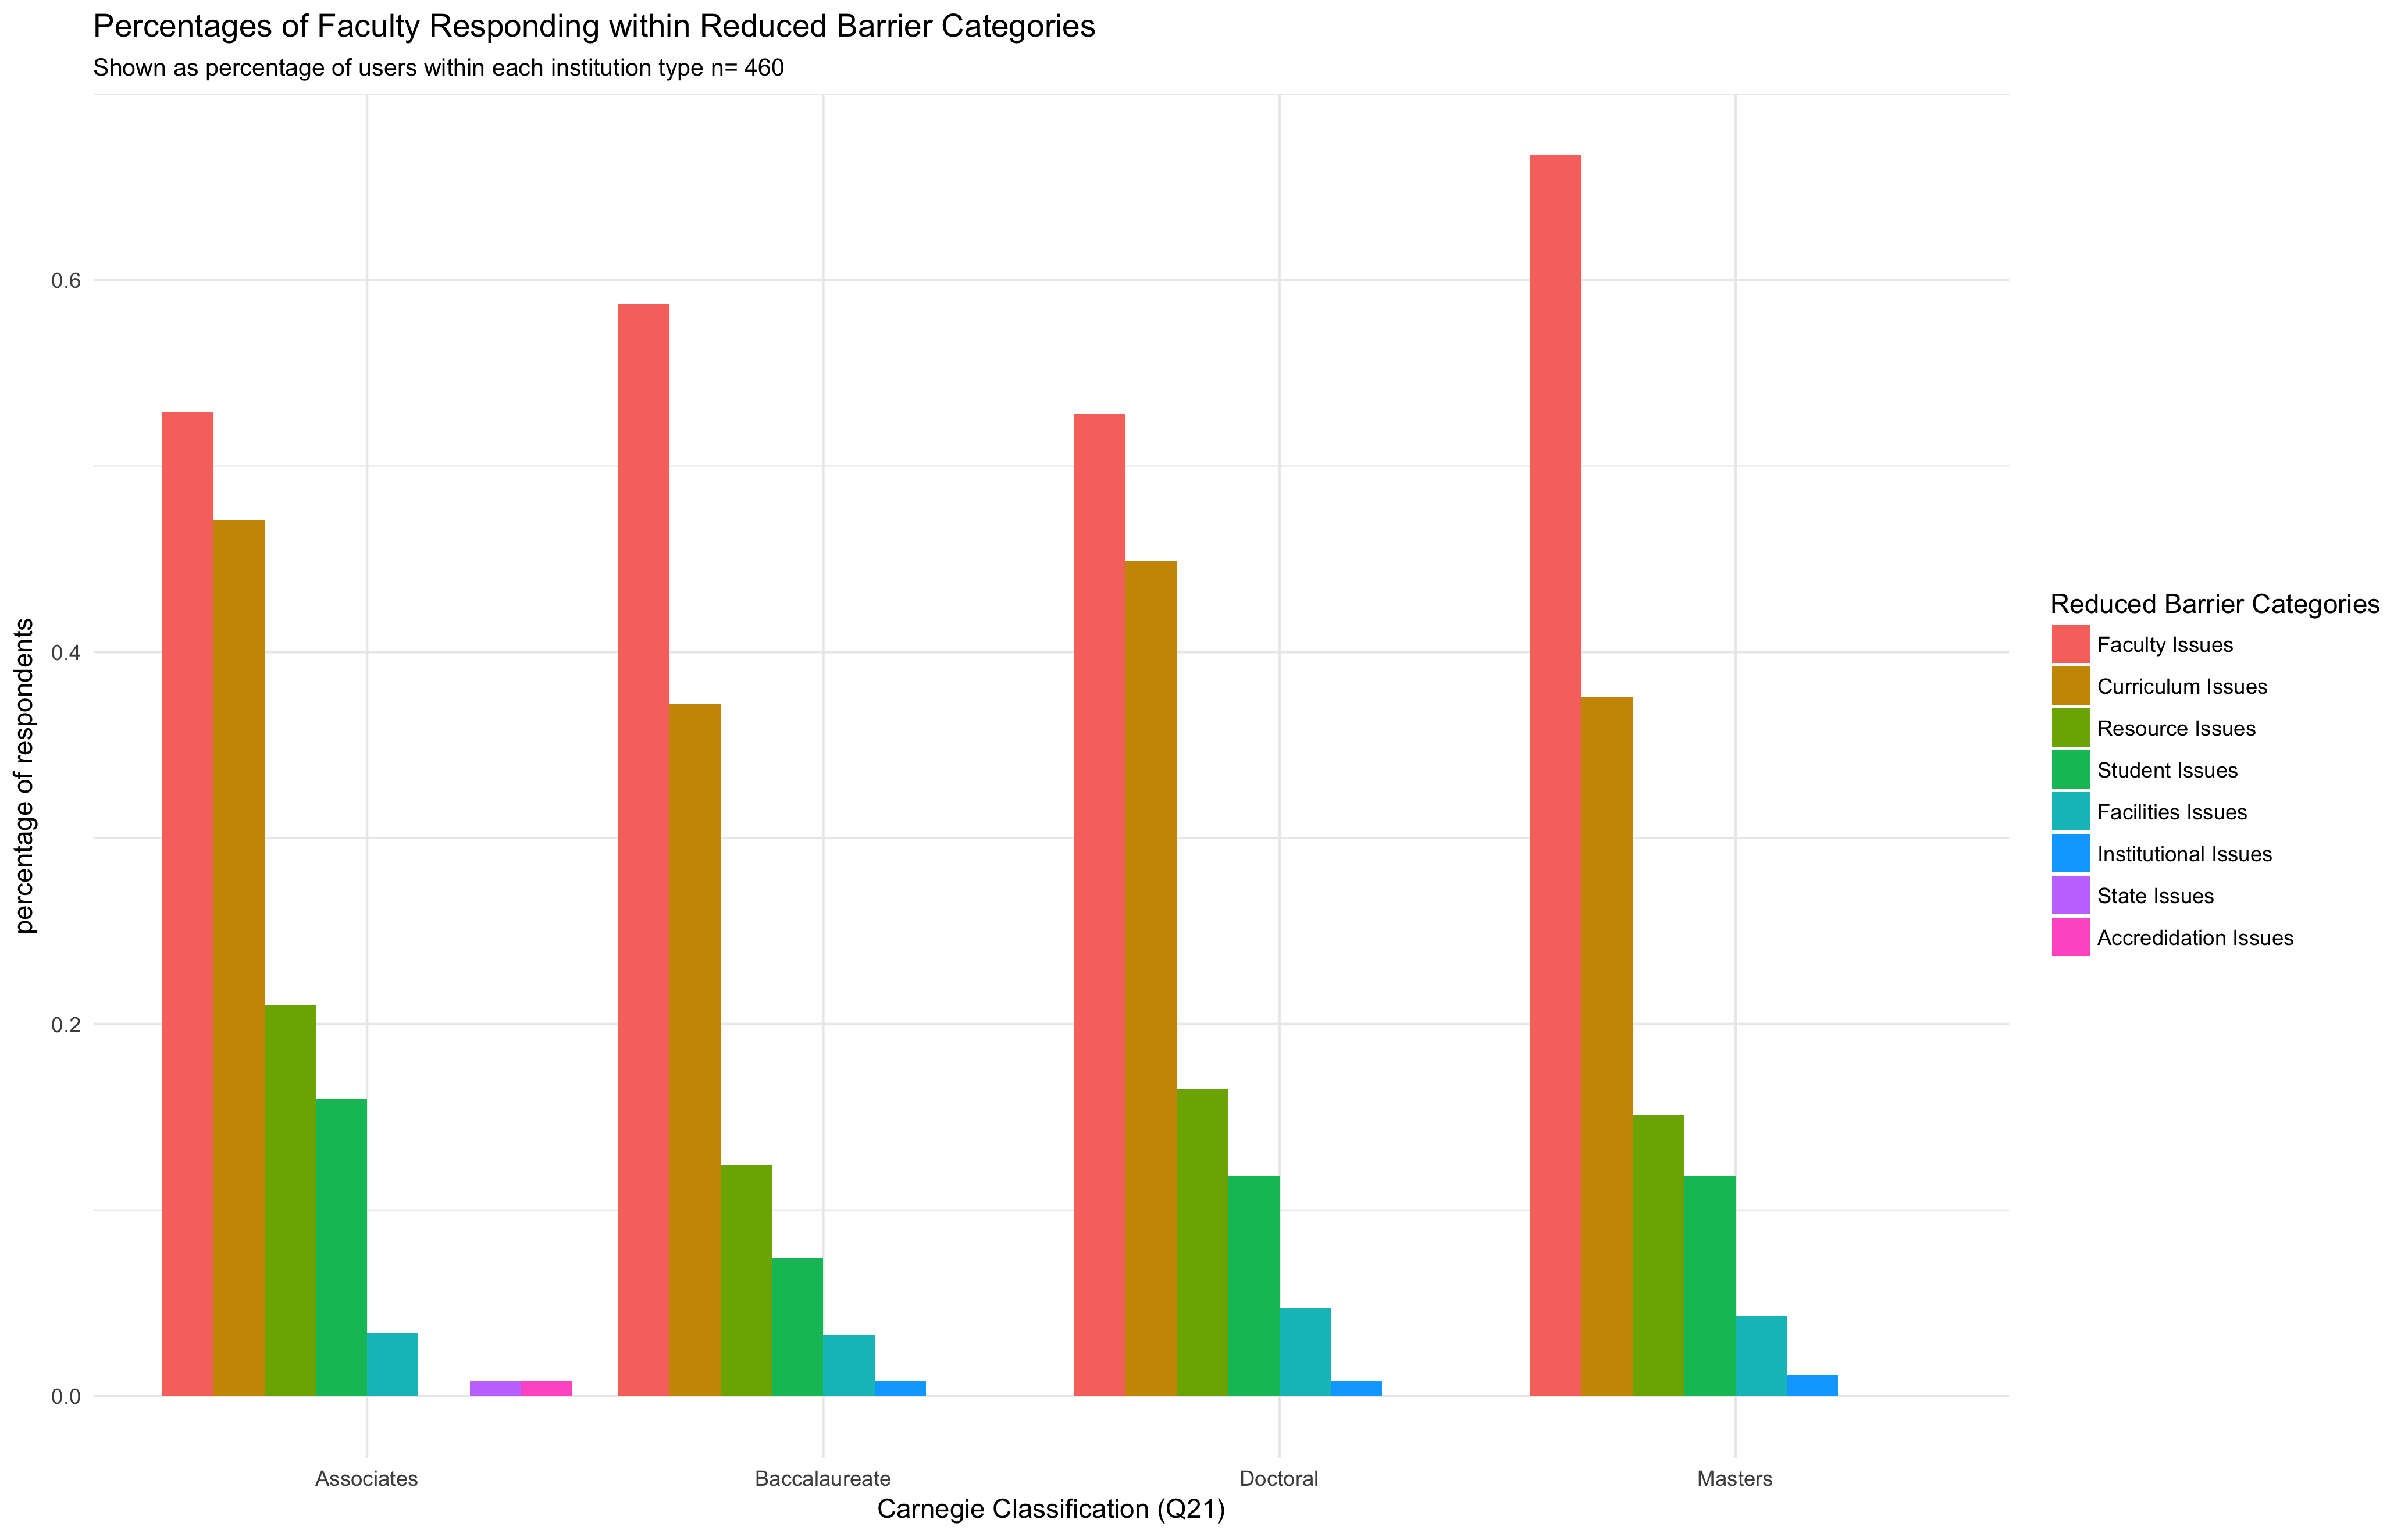 Percentages of Faculty Responding within Reduced Barrier Categories
Shown as percentage of users within each institution type n= 460
percentage of respondents
0.6
0.4
0.2
0.0
Associates
Baccalaureate
Doctoral
Masters
Carnegie Classification (Q21)
Reduced Barrier Categories
Faculty Issues
Curriculum Issues
Resource Issues
Student Issues
Facilities Issues
Institutional Issues
State Issues
Accredidation Issues